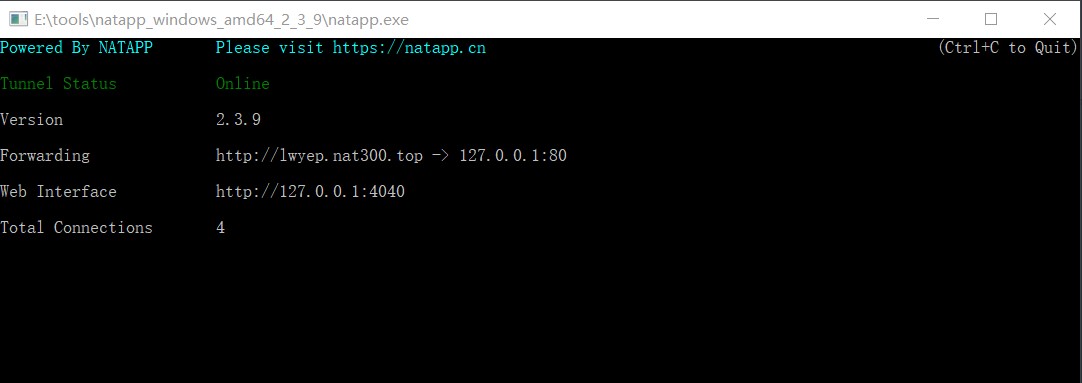 E:\tools\natapp_windows_amd64_2_3_9\natapp.exe
Powered By NATAPP Please visit https://natapp.cn (Ctrl+C to Quit)
Tunnel Status Online
Version 2.3.9
Forwarding http://lwyep.nat300.top -> 127.0.0.1:80
Web Interface http://127.0.0.1:4040
Total Connections 4